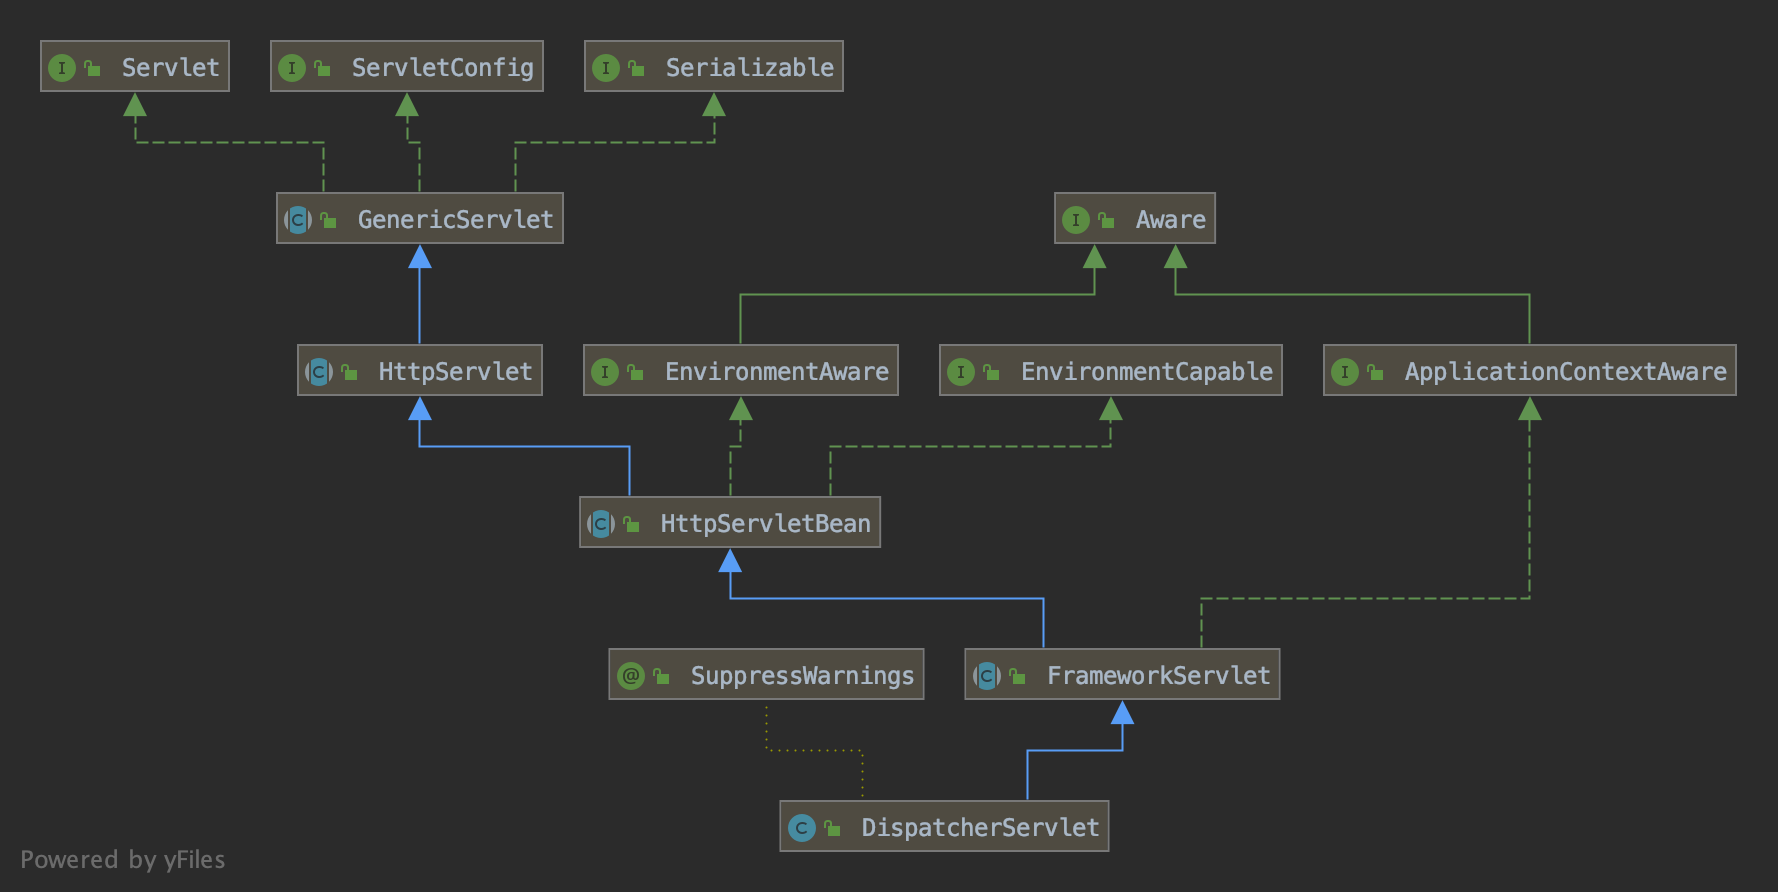 I Servlet
I ServletConfig
I Serializable
C GenericServlet
I Aware
C HttpServlet
I EnvironmentAware
I EnvironmentCapable
I ApplicationContextAware
C HttpServletBean
@ SuppressWarnings
C FrameworkServlet
C DispatcherServlet
Powered by yFiles